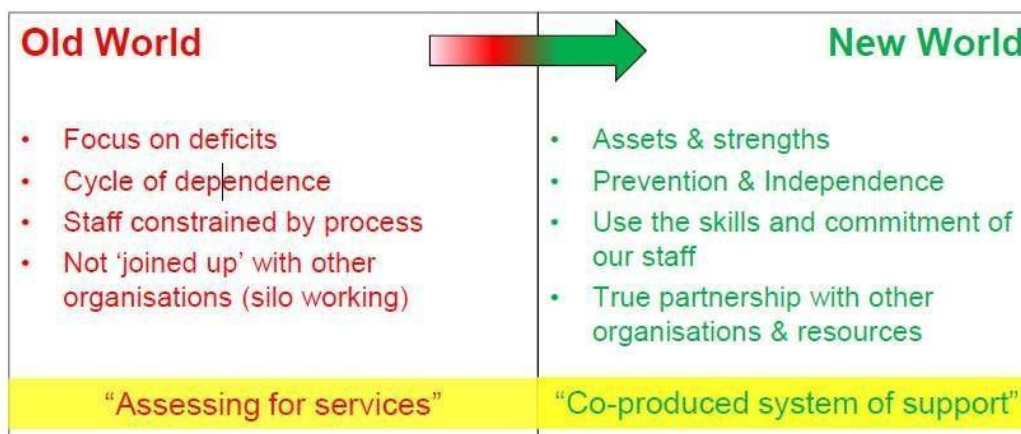 Old World
• Focus on deficits
• Cycle of dependence
• Staff constrained by process
• Not ‘joined up’ with other
organisations (silo working)
“Assessing for services”
New World
• Assets & strengths
• Prevention & Independence
• Use the skills and commitment of
our staff
• True partnership with other
organisations & resources
“Co-produced system of support”